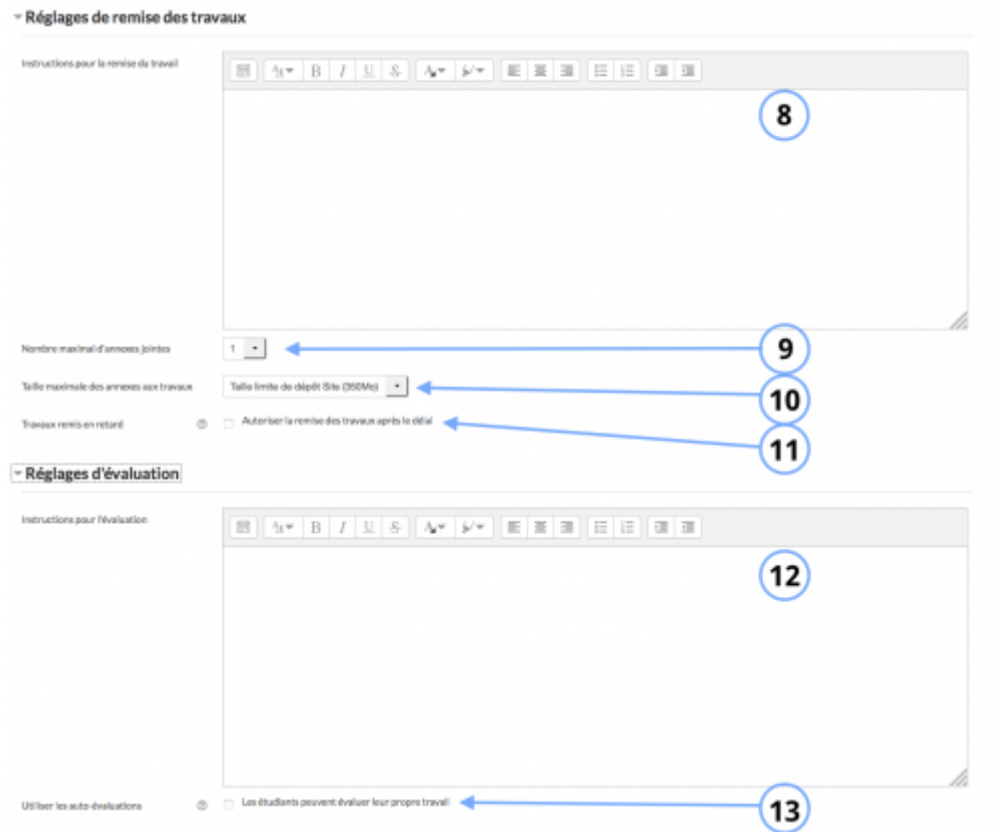 Réglages de remise des travaux
Instructions pour la remise du travail
8
Nombre maximal d'annexes jointes
1
9
Taille maximale des annexes aux travaux
Taille limite de dépôt Site (350Mo)
10
Travaux remis en retard
Autoriser la remise des travaux après le délai
11
Réglages d'évaluation
Instructions pour l'évaluation
12
Utiliser les auto-évaluations
Les étudiants peuvent évaluer leur propre travail
13